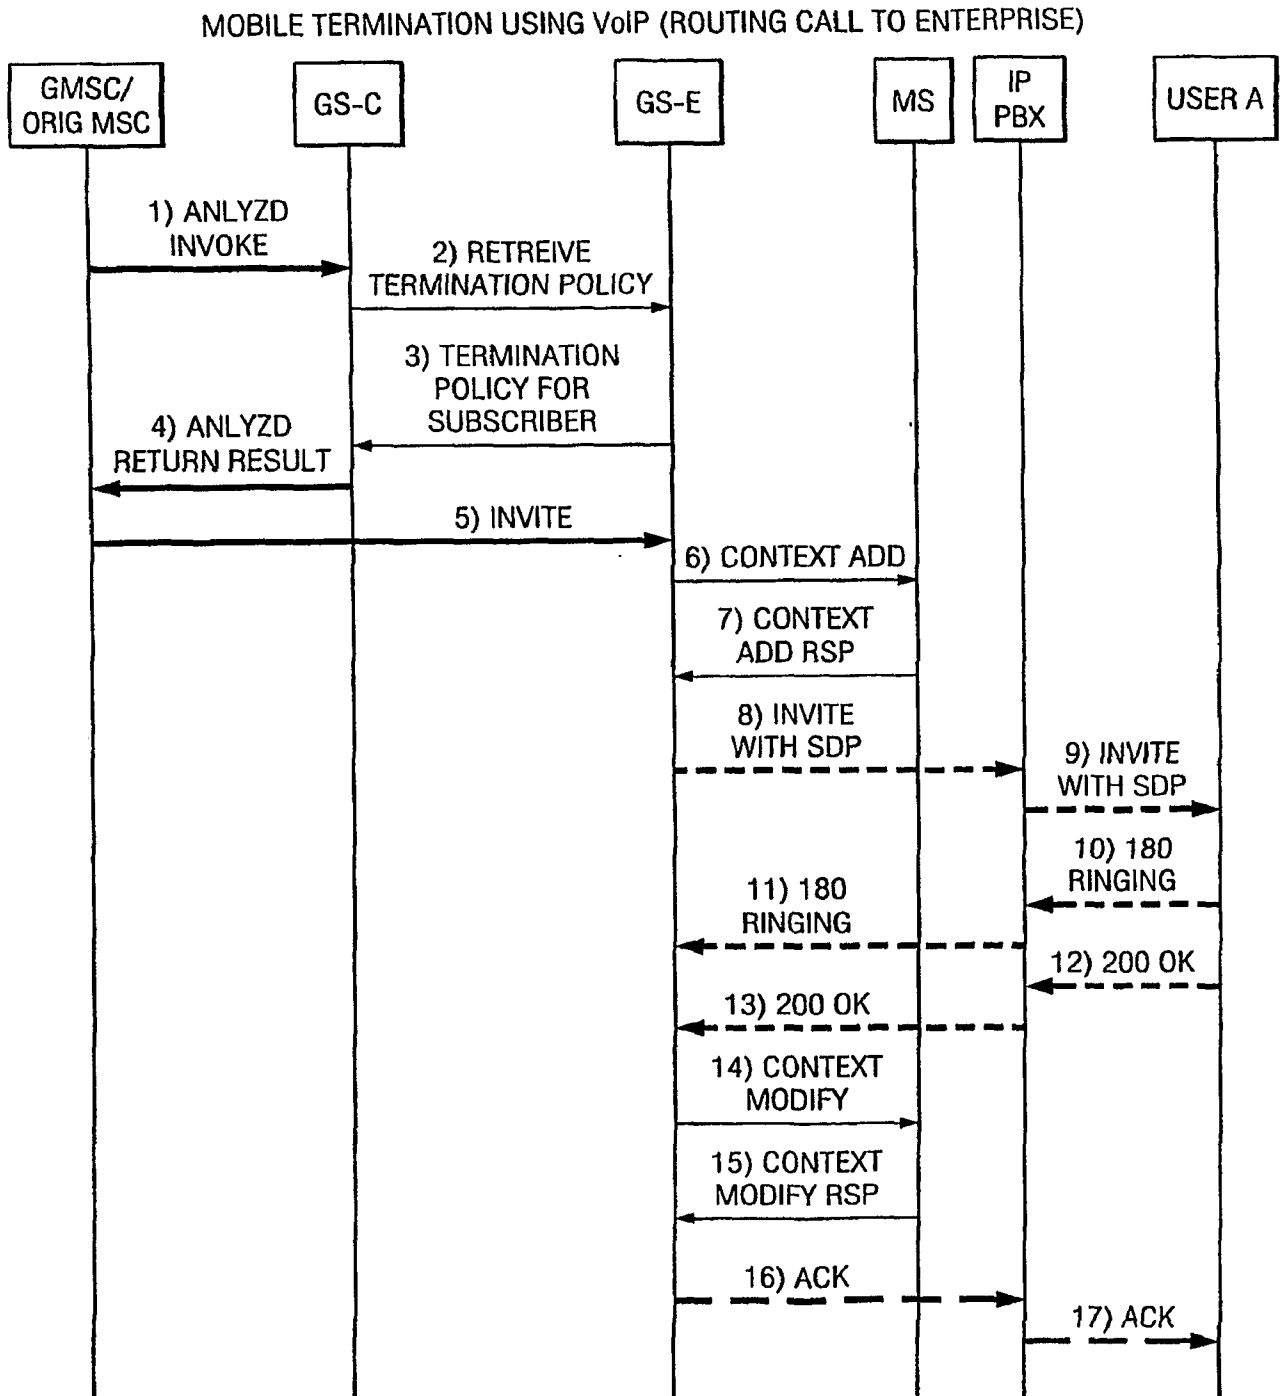 MOBILE TERMINATION USING VoIP (ROUTING CALL TO ENTERPRISE)
GMSC/
ORIG MSC
GS-C
GS-E
MS
IP
PBX
USER A
1) ANLYZD
INVOKE
2) RETREIVE
TERMINATION POLICY
3) TERMINATION
POLICY FOR
SUBSCRIBER
4) ANLYZD
RETURN RESULT
5) INVITE
6) CONTEXT ADD
7) CONTEXT
ADD RSP
8) INVITE
WITH SDP
9) INVITE
WITH SDP
10) 180
RINGING
11) 180
RINGING
12) 200 OK
13) 200 OK
14) CONTEXT
MODIFY
15) CONTEXT
MODIFY RSP
16) ACK
17) ACK